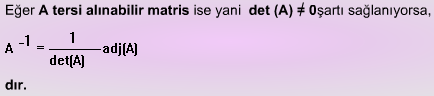 Eğer A tersi alınabilir matris ise yani det (A) ≠ 0şartı sağlanıyorsa,
A⁻¹ = 1/det(A) adj(A)
dır.